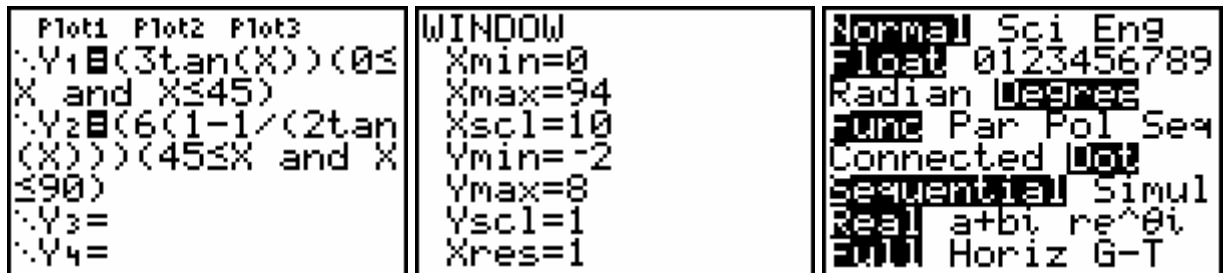 Plot1 Plot2 Plot3
∴Y₁=(3tan(X))(0≤
X and X≤45)
∴Y₂=(6(1-1/(2tan
(X)))(45≤X and X
≤90)
∴Y₃=
∴Y₄=
WINDOW
Xmin=0
Xmax=94
Xscl=10
Ymin=-2
Ymax=8
Yscl=1
Xres=1
Normal Sci Eng
Float 0123456789
Radian Degree
Func Par Pol Seq
Connected Dot
Sequential Simul
Real a+bi re^θi
Full Horiz G-T